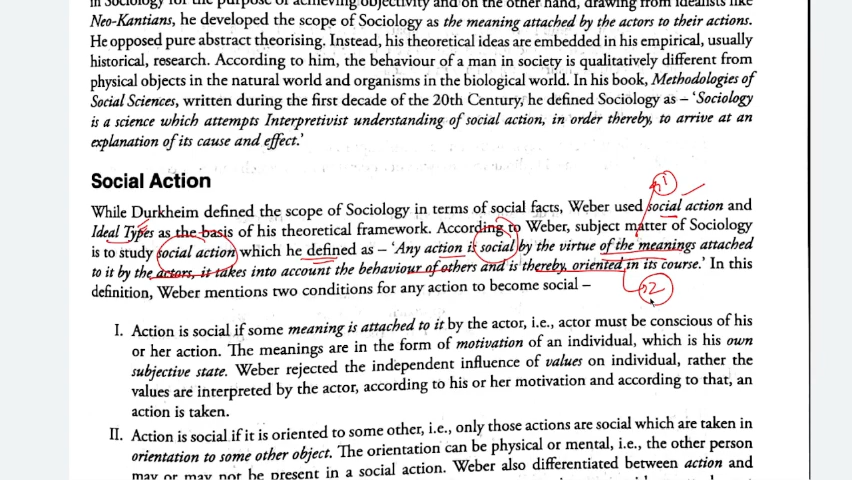 in Sociology for the purpose of achieving objectivity and on the other hand, drawing from idealists like
Neo-Kantians, he developed the scope of Sociology as the meaning attached by the actors to their actions.
He opposed pure abstract theorising. Instead, his theoretical ideas are embedded in his empirical, usually
historical, research. According to him, the behaviour of a man in society is qualitatively different from
physical objects in the natural world and organisms in the biological world. In his book, Methodologies of
Social Sciences, written during the first decade of the 20th Century, he defined Sociology as – 'Sociology
is a science which attempts Interpretivist understanding of social action, in order thereby, to arrive at an
explanation of its cause and effect.'
Social Action
1
While Durkheim defined the scope of Sociology in terms of social facts, Weber used social action and
Ideal Types as the basis of his theoretical framework. According to Weber, subject matter of Sociology
is to study social action which he defined as – 'Any action is social by the virtue of the meanings attached
to it by the actors, it takes into account the behaviour of others and is thereby, oriented in its course.' In this
definition, Weber mentions two conditions for any action to become social –
2
I. Action is social if some meaning is attached to it by the actor, i.e., actor must be conscious of his
or her action. The meanings are in the form of motivation of an individual, which is his own
subjective state. Weber rejected the independent influence of values on individual, rather the
values are interpreted by the actor, according to his or her motivation and according to that, an
action is taken.
II. Action is social if it is oriented to some other, i.e., only those actions are social which are taken in
orientation to some other object. The orientation can be physical or mental, i.e., the other person
may or may not be present in a social action. Weber also differentiated between action and